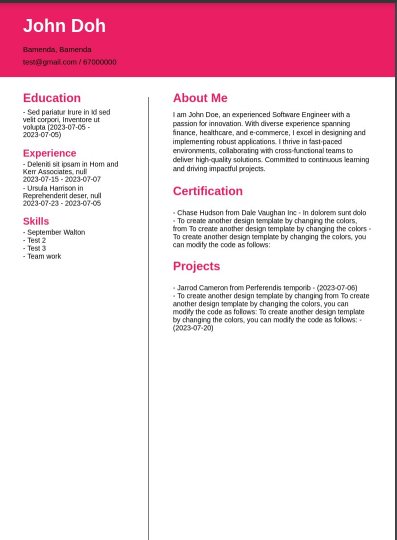 John Doh
Bamenda, Bamenda
test@gmail.com / 67000000
Education
- Sed pariatur Irure in Id sed
velit corpori, Inventore ut
volupta (2023-07-05 -
2023-07-05)
Experience
- Deleniti sit ipsam in Horn and
Kerr Associates, null
2023-07-15 - 2023-07-07
- Ursula Harrison in
Reprehenderit deser, null
2023-07-23 - 2023-07-05
Skills
- September Walton
- Test 2
- Test 3
- Team work
About Me
I am John Doe, an experienced Software Engineer with a
passion for innovation. With diverse experience spanning
finance, healthcare, and e-commerce, I excel in designing and
implementing robust applications. I thrive in fast-paced
environments, collaborating with cross-functional teams to
deliver high-quality solutions. Committed to continuous learning
and driving impactful projects.
Certification
- Chase Hudson from Dale Vaughan Inc - In dolorem sunt dolo
- To create another design template by changing the colors,
from To create another design template by changing the colors -
To create another design template by changing the colors, you
can modify the code as follows:
Projects
- Jarrod Cameron from Perferendis temporib - (2023-07-06)
- To create another design template by changing from To create
another design template by changing the colors, you can
modify the code as follows: To create another design template
by changing the colors, you can modify the code as follows: -
(2023-07-20)